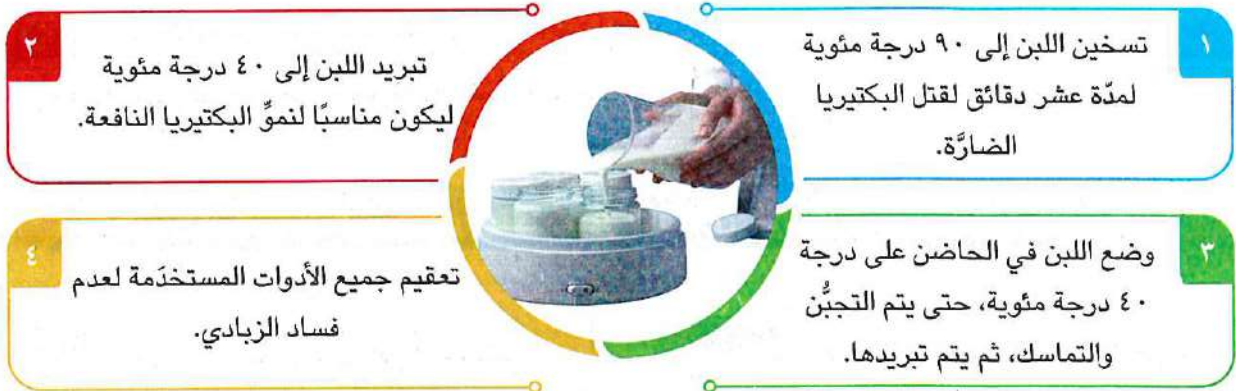 ١
تسخين اللبن إلى ٩٠ درجة مئوية
لمدّة عشر دقائق لقتل البكتيريا
الضارَّة.
٢
تبريد اللبن إلى ٤٠ درجة مئوية
ليكون مناسبًا لنموِّ البكتيريا النافعة.
٣
وضع اللبن في الحاضن على درجة
٤٠ درجة مئوية، حتى يتم التجبُّن
والتماسك، ثم يتم تبريدها.
٤
تعقيم جميع الأدوات المستخدَمة لعدم
فساد الزبادي.